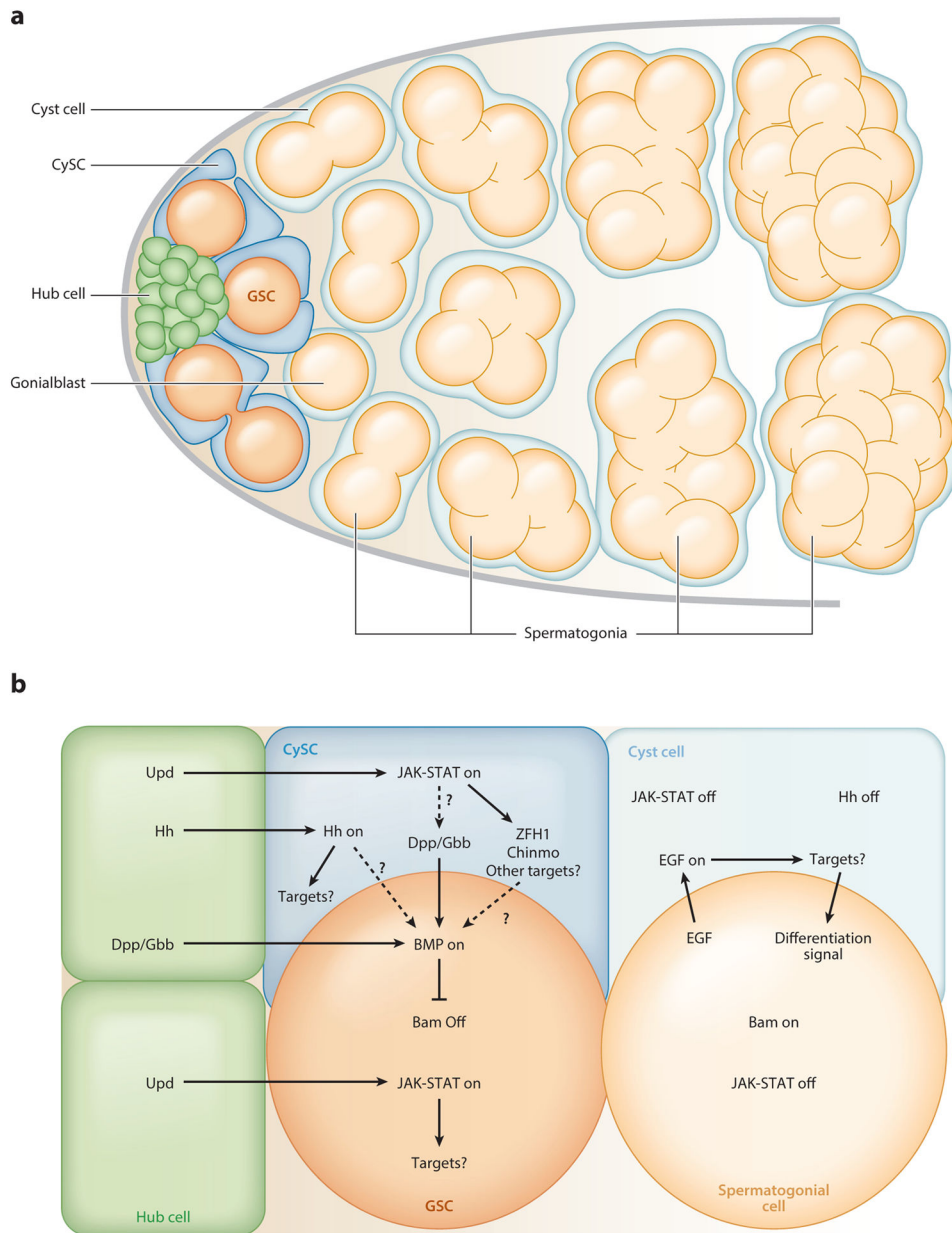 a
Cyst cell
CySC
Hub cell
GSC
Gonialblast
Spermatogonia
b
CySC
Cyst cell
Upd
JAK-STAT on
JAK-STAT off
Hh off
?
Hh
Hh on
ZFH1
Dpp/Gbb
Chinmo
EGF on
Targets?
?
Other targets?
Targets?
?
Dpp/Gbb
BMP on
EGF
Differentiation
signal
Bam Off
Bam on
Upd
JAK-STAT on
JAK-STAT off
Targets?
Hub cell
GSC
Spermatogonial
cell